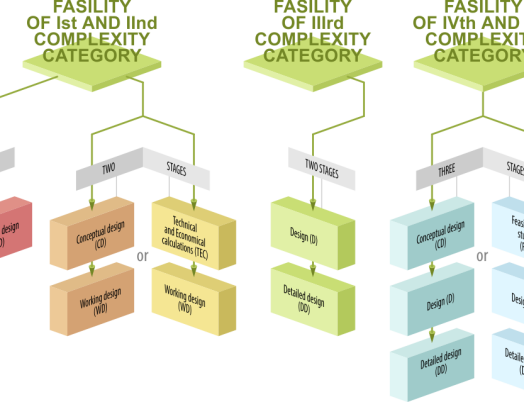 FASILITY
OF Ist AND IInd
COMPLEXITY
CATEGORY
FASILITY
OF IIIrd
COMPLEXITY
CATEGORY
FASILITY
OF IVth AND
COMPLEXIT
CATEGORY
TWO STAGES
TWO STAGES
THREE STAGES
design
D)
Conceptual design
(CD)
or
Technical
and Economical
calculations (TEC)
Working design
(WD)
Working design
(WD)
Design (D)
Detailed design
(DD)
Conceptual design
(CD)
or
Feas
stu
(F
Design (D)
Desig
Detailed design
(DD)
Detaile
(D